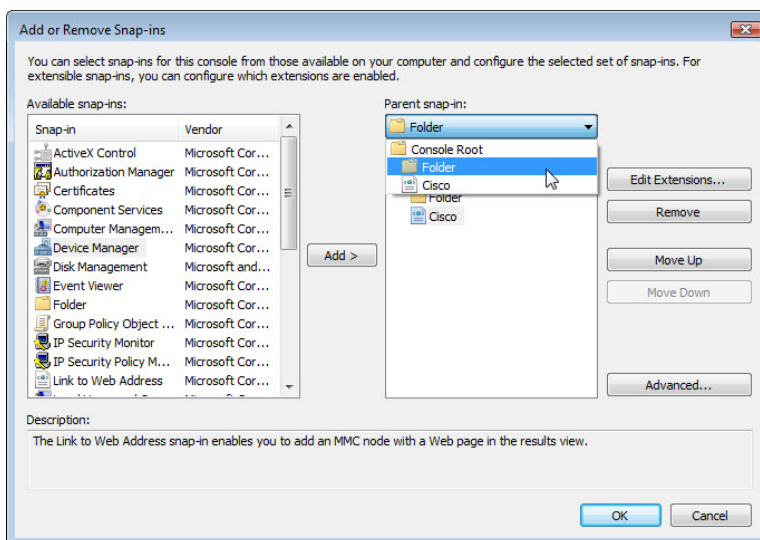 Add or Remove Snap-ins
You can select snap-ins for this console from those available on your computer and configure the selected set of snap-ins. For
extensible snap-ins, you can configure which extensions are enabled.
Available snap-ins:
Snap-in Vendor
ActiveX Control Microsoft Cor...
Authorization Manager Microsoft Cor...
Certificates Microsoft Cor...
Component Services Microsoft Cor...
Computer Managem... Microsoft Cor...
Device Manager Microsoft Cor...
Disk Management Microsoft and...
Event Viewer Microsoft Cor...
Folder Microsoft Cor...
Group Policy Object ... Microsoft Cor...
IP Security Monitor Microsoft Cor...
IP Security Policy M... Microsoft Cor...
Link to Web Address Microsoft Cor...
Add >
Parent snap-in:
Folder
Console Root
Folder
Cisco
Folder
Cisco
Edit Extensions...
Remove
Move Up
Move Down
Advanced...
Description:
The Link to Web Address snap-in enables you to add an MMC node with a Web page in the results view.
OK
Cancel